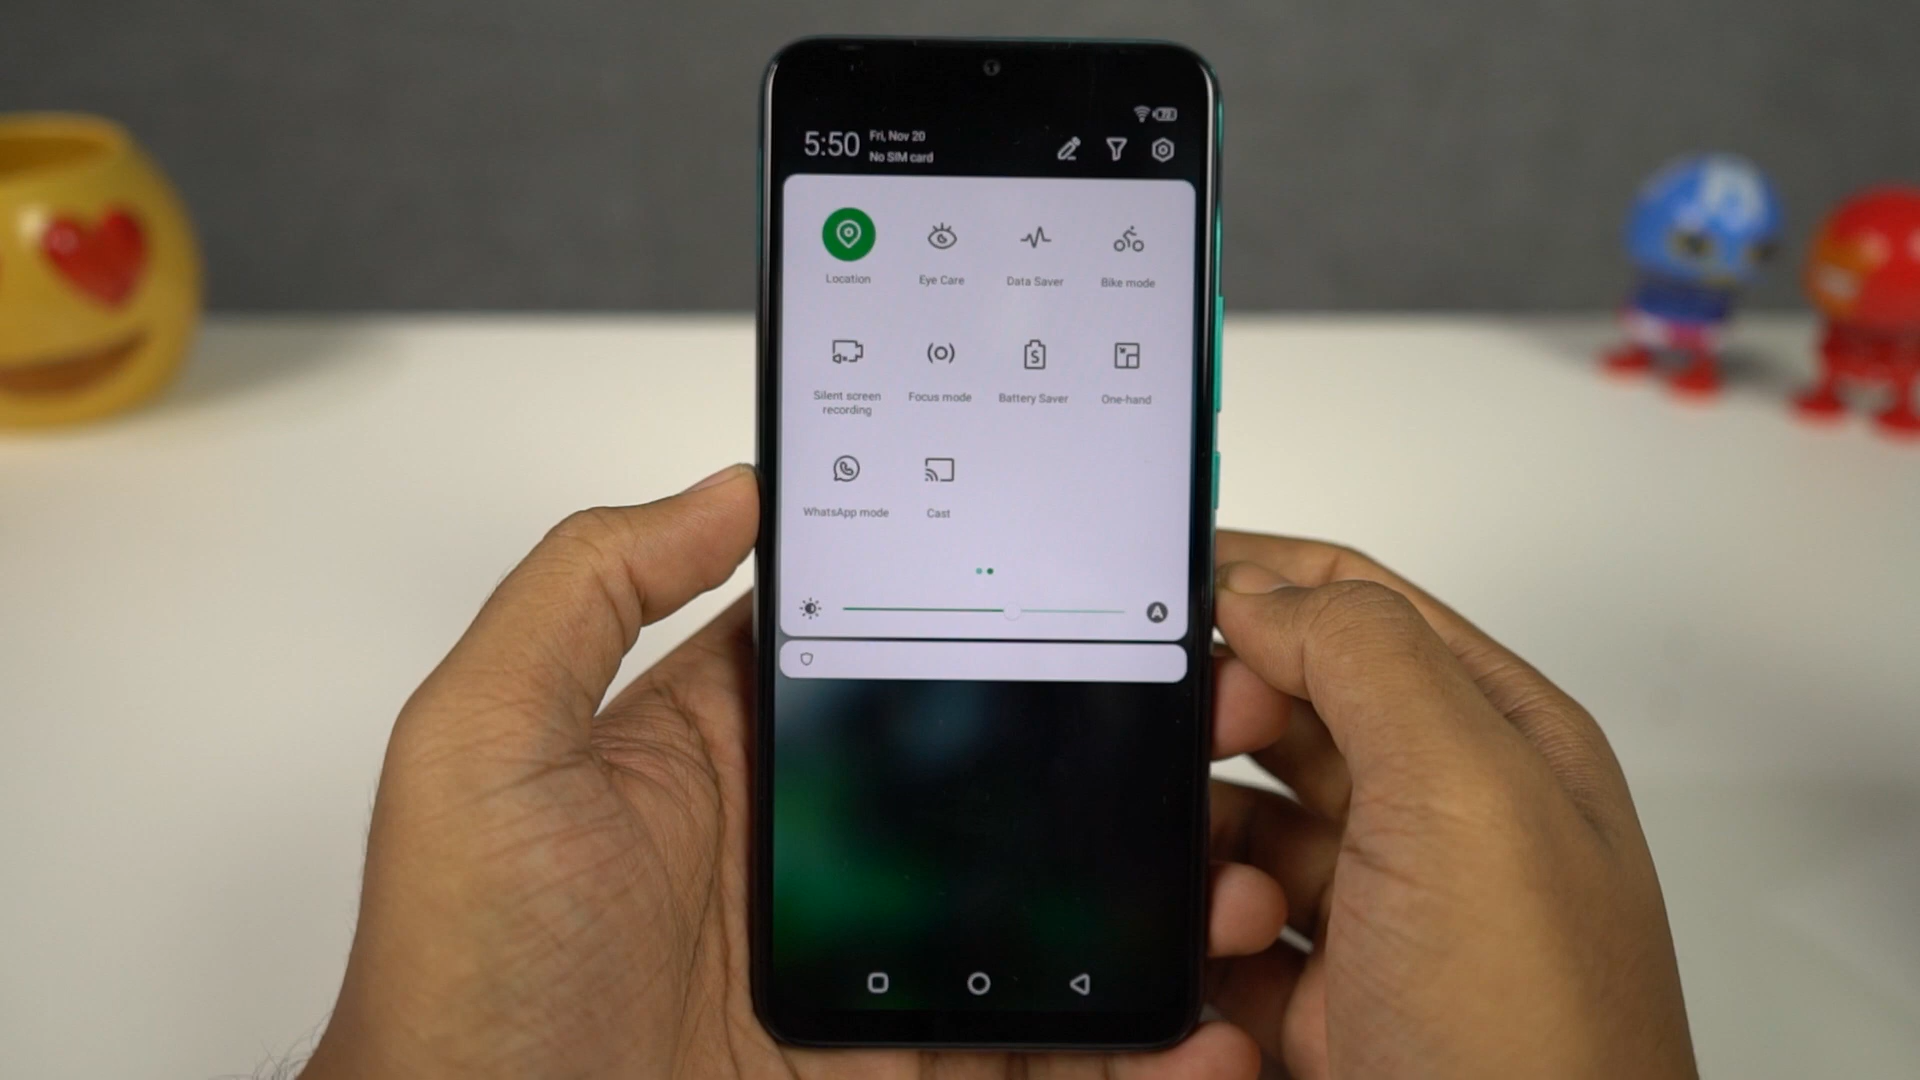 5:50
Fri, Nov 20
No SIM card
Location
Eye Care
Data Saver
Bike mode
Silent screen
recording
Focus mode
Battery Saver
One-hand
WhatsApp mode
Cast
A